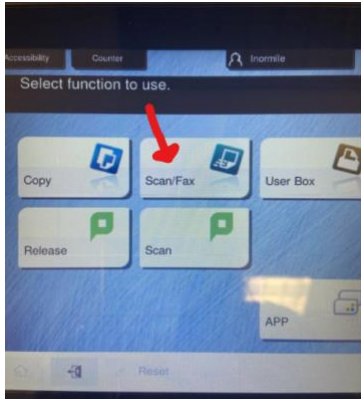 Accessibility Counter lnormile
Select function to use.
Copy Scan/Fax User Box
Release Scan
APP
Reset